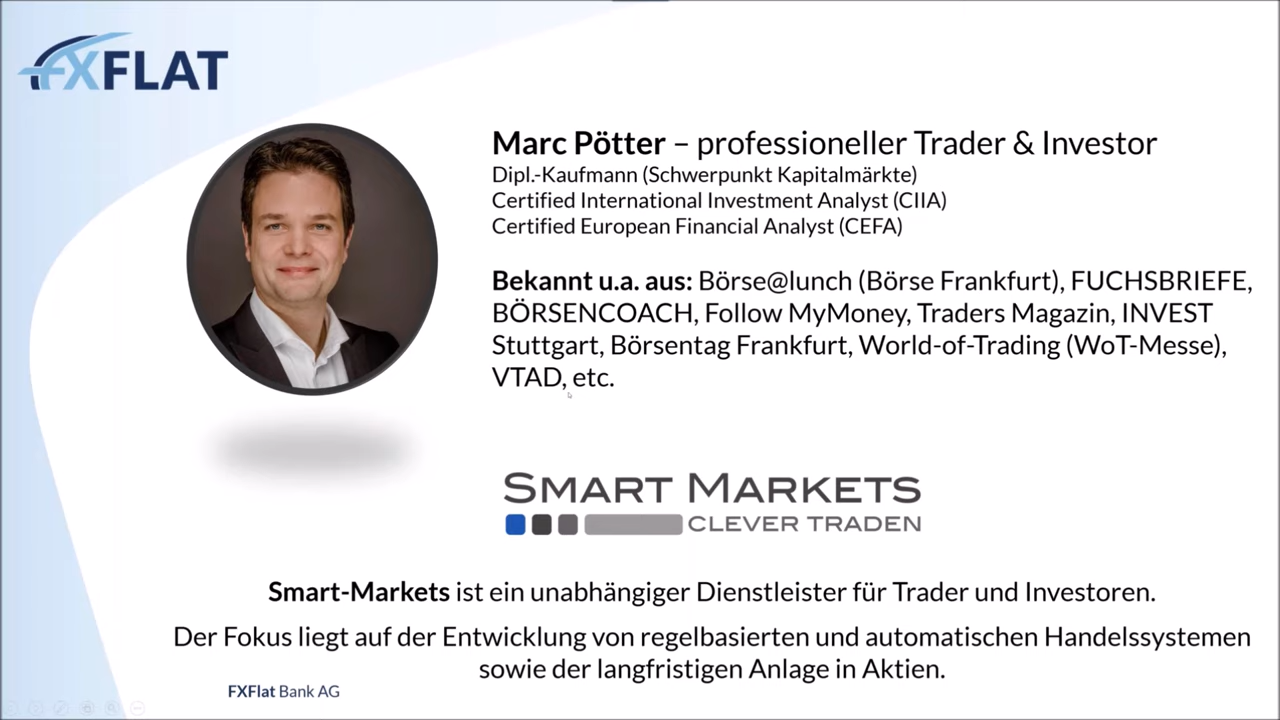 FXFLAT
Marc Pötter – professioneller Trader & Investor
Dipl.-Kaufmann (Schwerpunkt Kapitalmärkte)
Certified International Investment Analyst (CIIA)
Certified European Financial Analyst (CEFA)
Bekannt u.a. aus: Börse@lunch (Börse Frankfurt), FUCHSBRIEFE,
BÖRSENCOACH, Follow MyMoney, Traders Magazin, INVEST
Stuttgart, Börsentag Frankfurt, World-of-Trading (WoT-Messe),
VTAD, etc.
SMART MARKETS
CLEVER TRADEN
Smart-Markets ist ein unabhängiger Dienstleister für Trader und Investoren.
Der Fokus liegt auf der Entwicklung von regelbasierten und automatischen Handelssystemen
sowie der langfristigen Anlage in Aktien.
FXFlat Bank AG